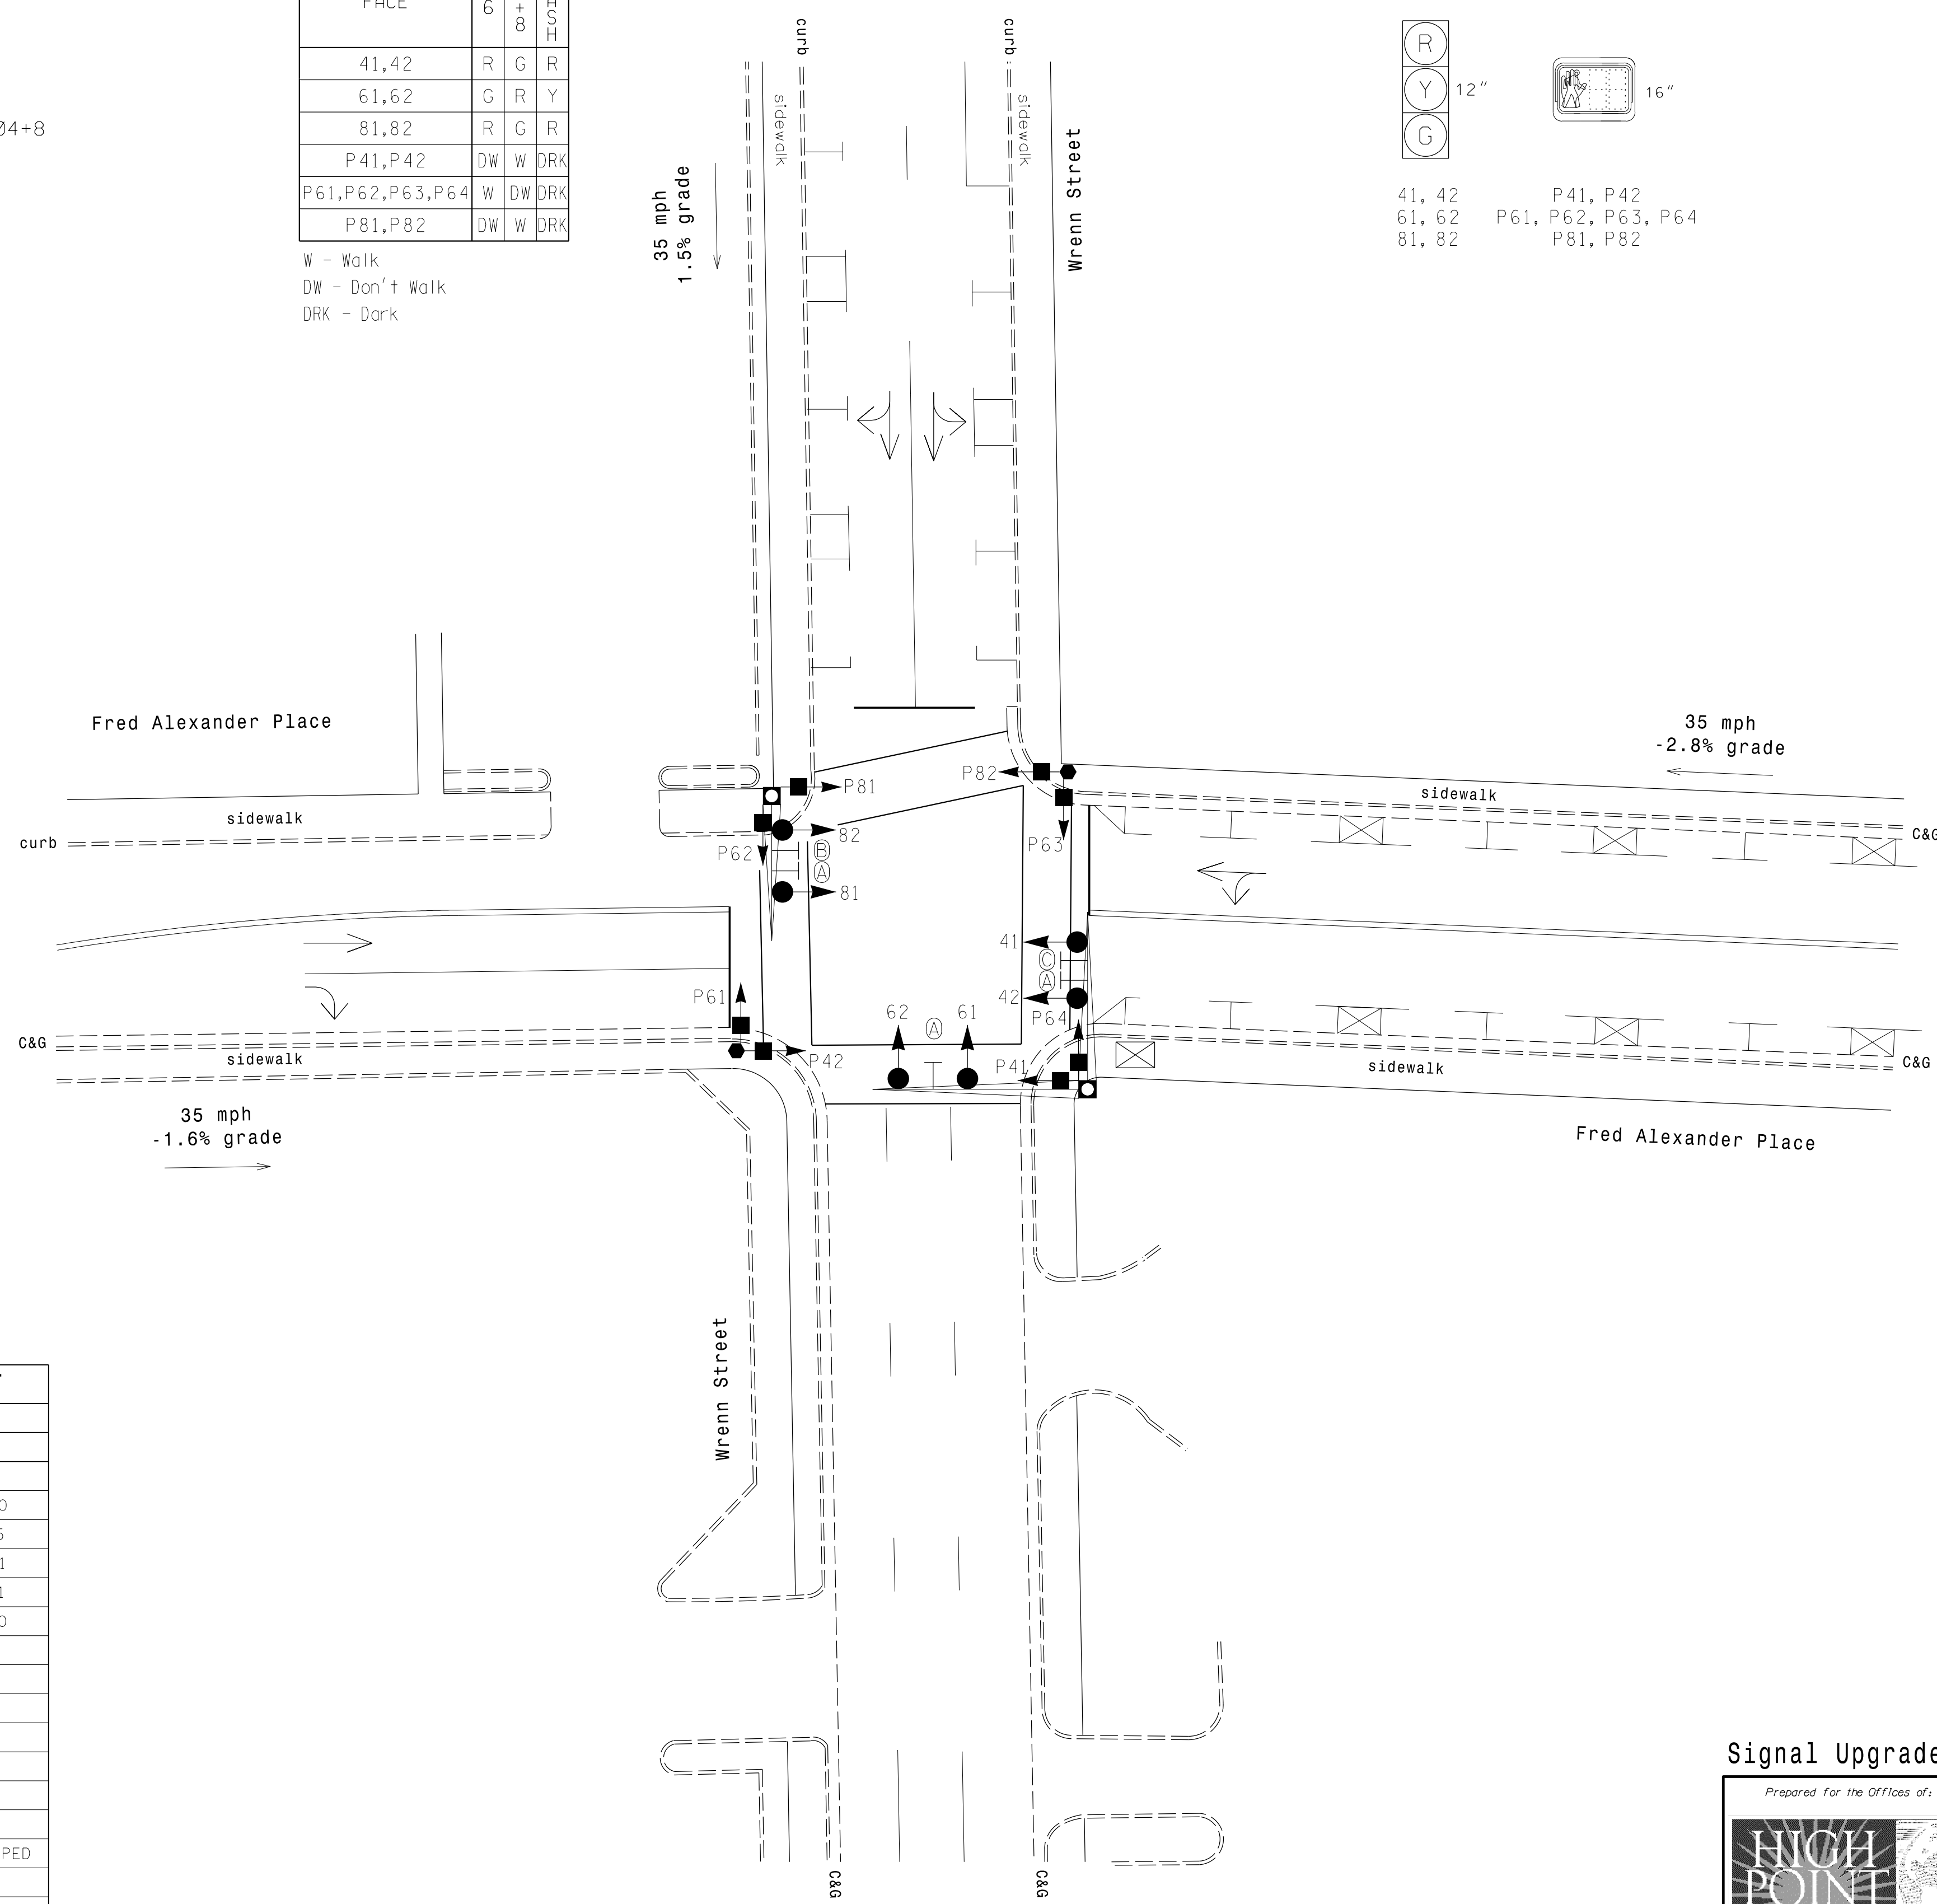 FACE 6 + 8 A S H
41,42 R G R
61,62 G R Y
81,82 R G R
P41,P42 DW W DRK
P61,P62,P63,P64 W DW DRK
P81,P82 DW W DRK
W - Walk
DW - Don't Walk
DRK - Dark
04+8
curb
curb
sidewalk
sidewalk
35 mph
1.5% grade
Wrenn Street
R
Y 12"
G
16"
41, 42 P41, P42
61, 62 P61, P62, P63, P64
81, 82 P81, P82
Fred Alexander Place
35 mph
-2.8% grade
sidewalk
curb
sidewalk
C&G
P81
P82
82
P62
B
A
81
P63
41
C
A
42
P61
62
61
A
P64
P42
P41
C&G
sidewalk
sidewalk
C&G
35 mph
-1.6% grade
Fred Alexander Place
Wrenn Street
0
1
1
0
PED
C&G
C&G
Signal Upgrade
Prepared for the Offices of:
HIGH
POINT